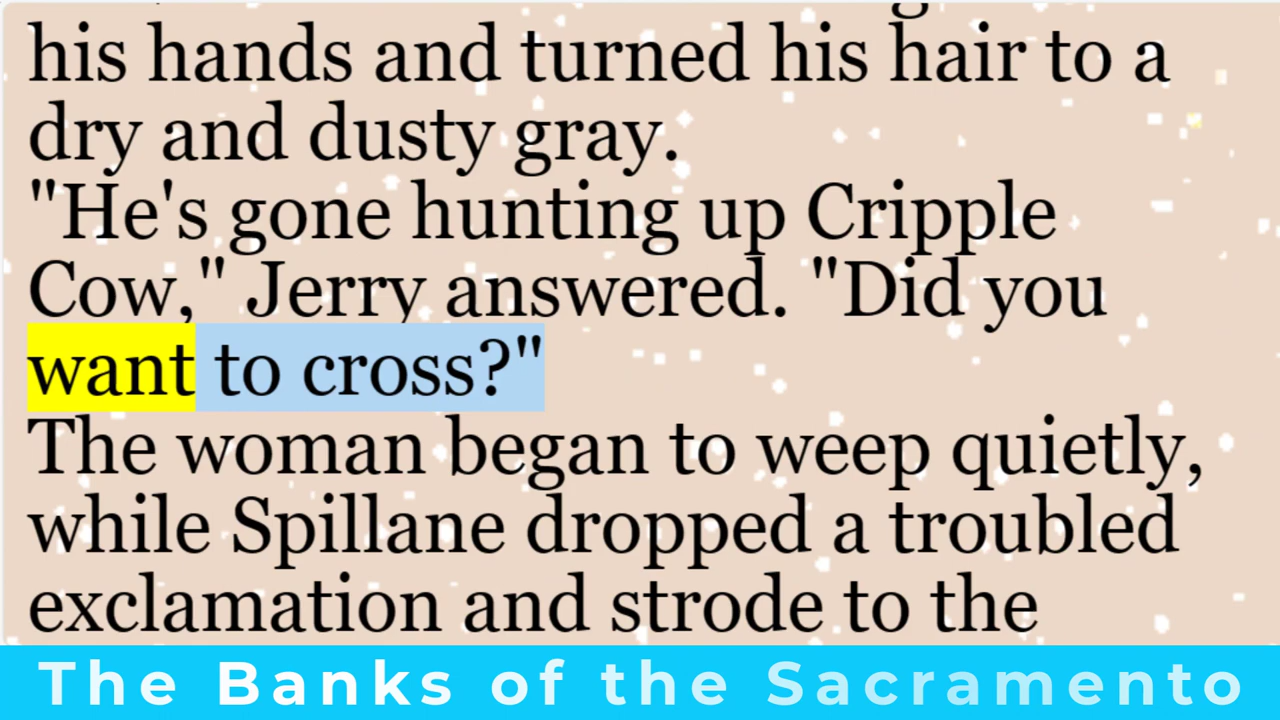 his hands and turned his hair to a
dry and dusty gray.
"He's gone hunting up Cripple
Cow," Jerry answered. "Did you
want to cross?"
The woman began to weep quietly,
while Spillane dropped a troubled
exclamation and strode to the
The Banks of the Sacramento